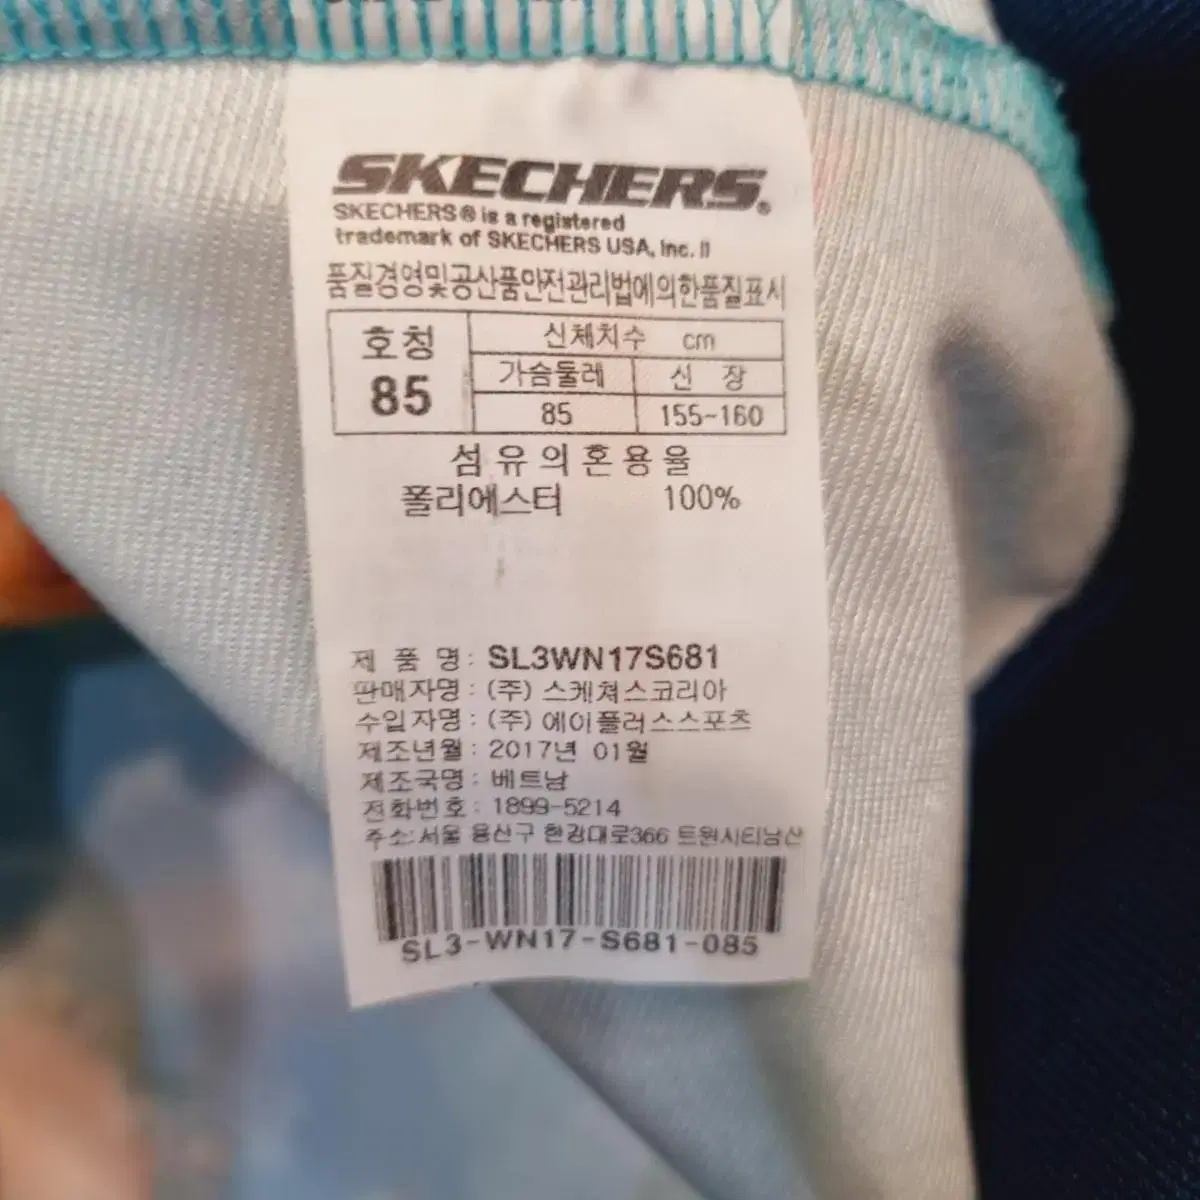 SKECHERS.
SKECHERS® is a registered
trademark of SKECHERS USA, Inc. II
품질경영및공산품안전관리법에의한품질표시
호칭 신체치수 cm
85 가슴둘레 신 장
85 155-160
섬유의혼용율
폴리에스터 100%
제 품 명: SL3WN17S681
판매자명: (주) 스케쳐스코리아
수입자명: (주) 에이플러스스포츠
제조년월: 2017년 01월
제조국명: 베트남
전화번호: 1899-5214
주소: 서울 용산구 한강대로366 트윈시티남산
SL3-WN17-S681-085